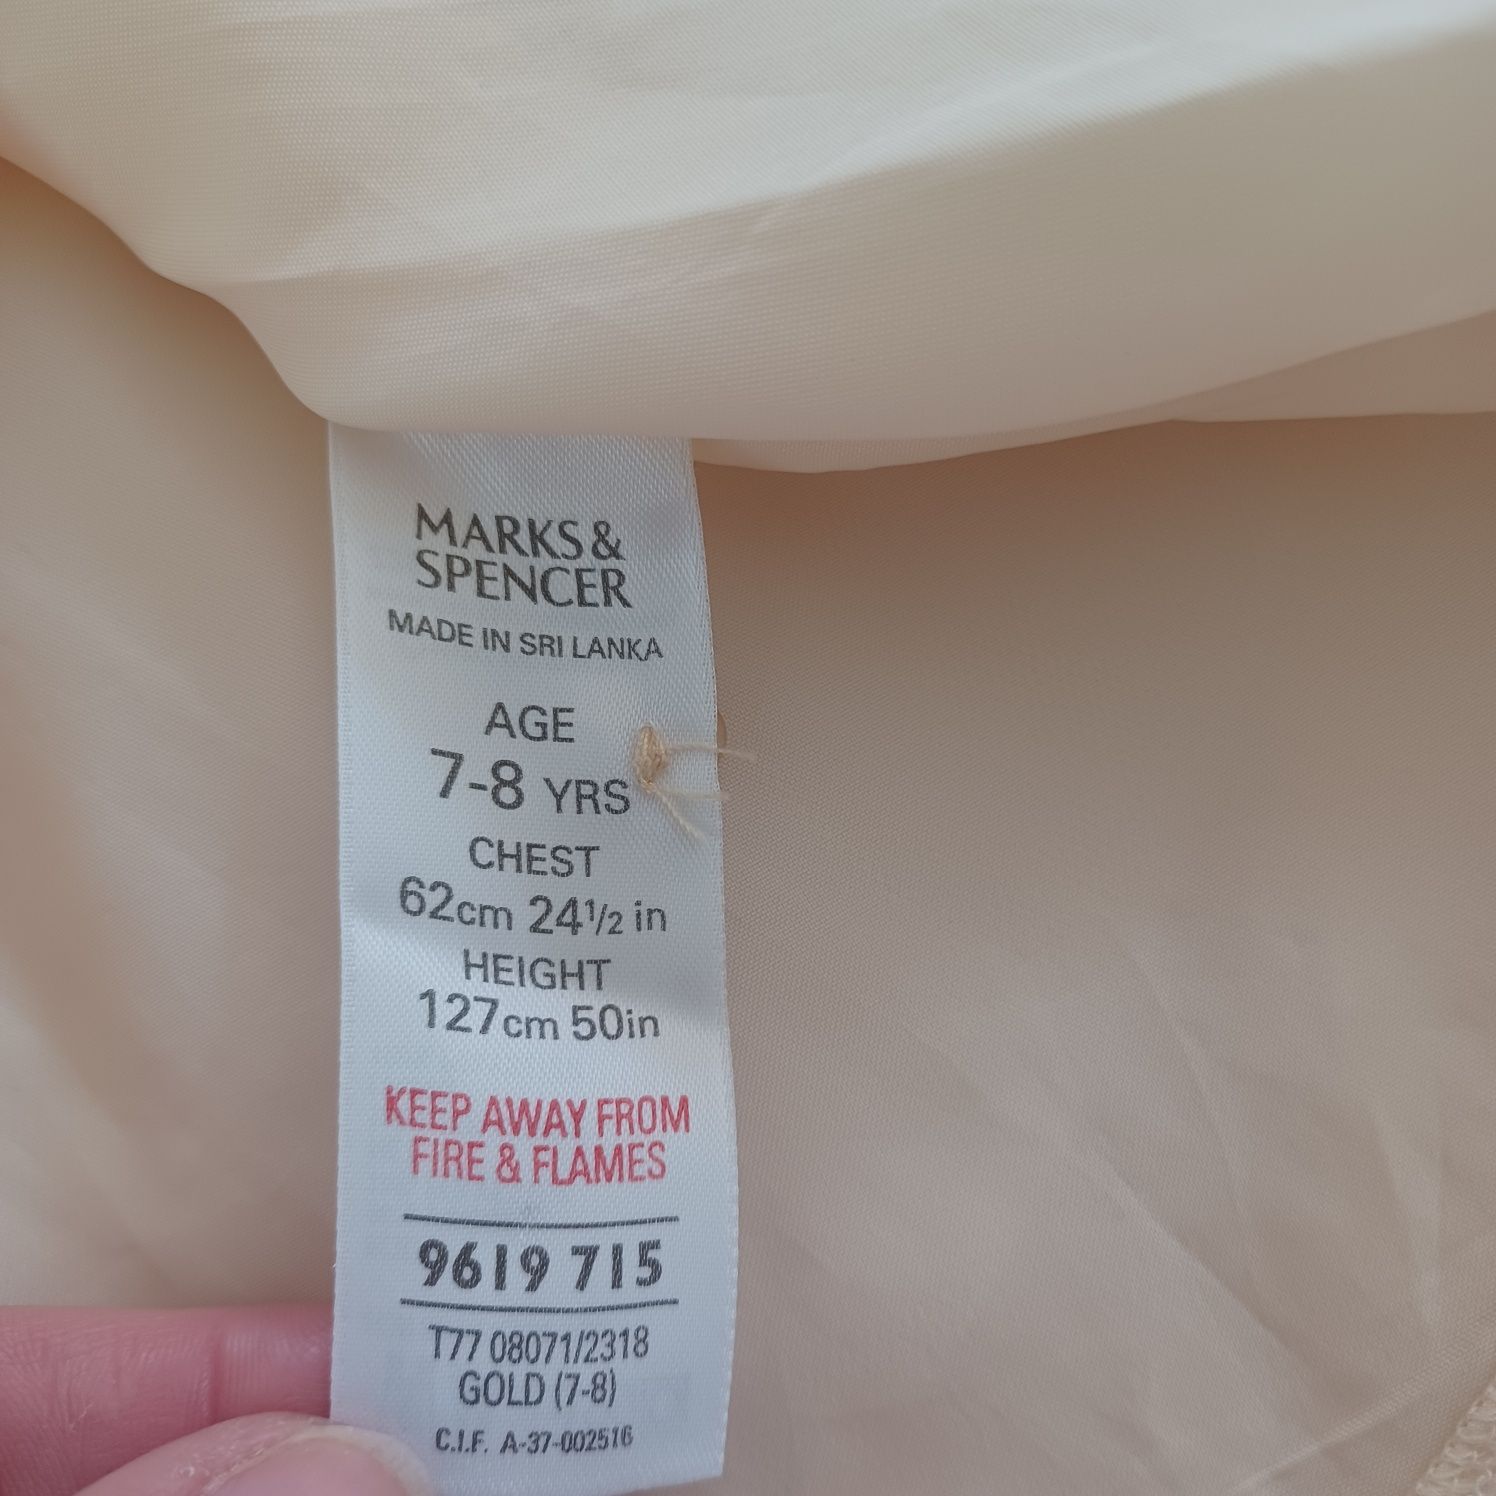 MARKS &
SPENCER
MADE IN SRI LANKA
AGE
7-8 YRS
CHEST
62cm 24½ in
HEIGHT
127cm 50in
KEEP AWAY FROM
FIRE & FLAMES
9619 715
T77 08071/2318
GOLD (7-8)
C.I.F. A-37-002516